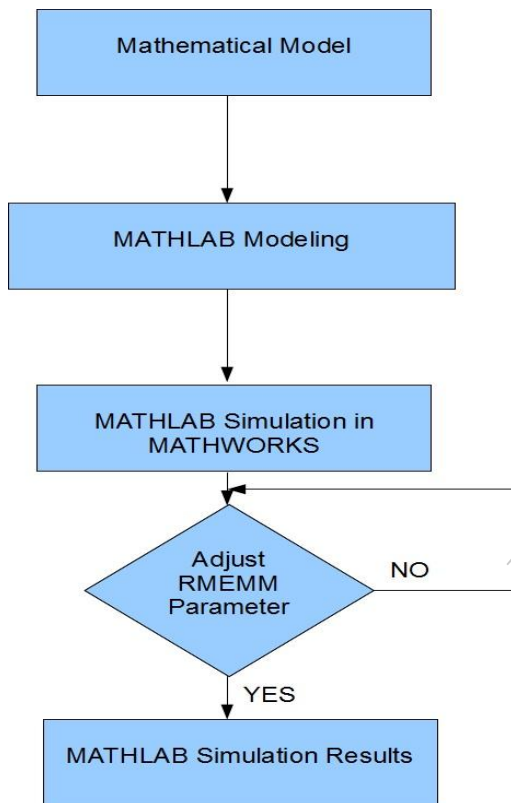 Mathematical Model
MATHLAB Modeling
MATHLAB Simulation in
MATHWORKS
Adjust
RMEMM
Parameter
NO
YES
MATHLAB Simulation Results